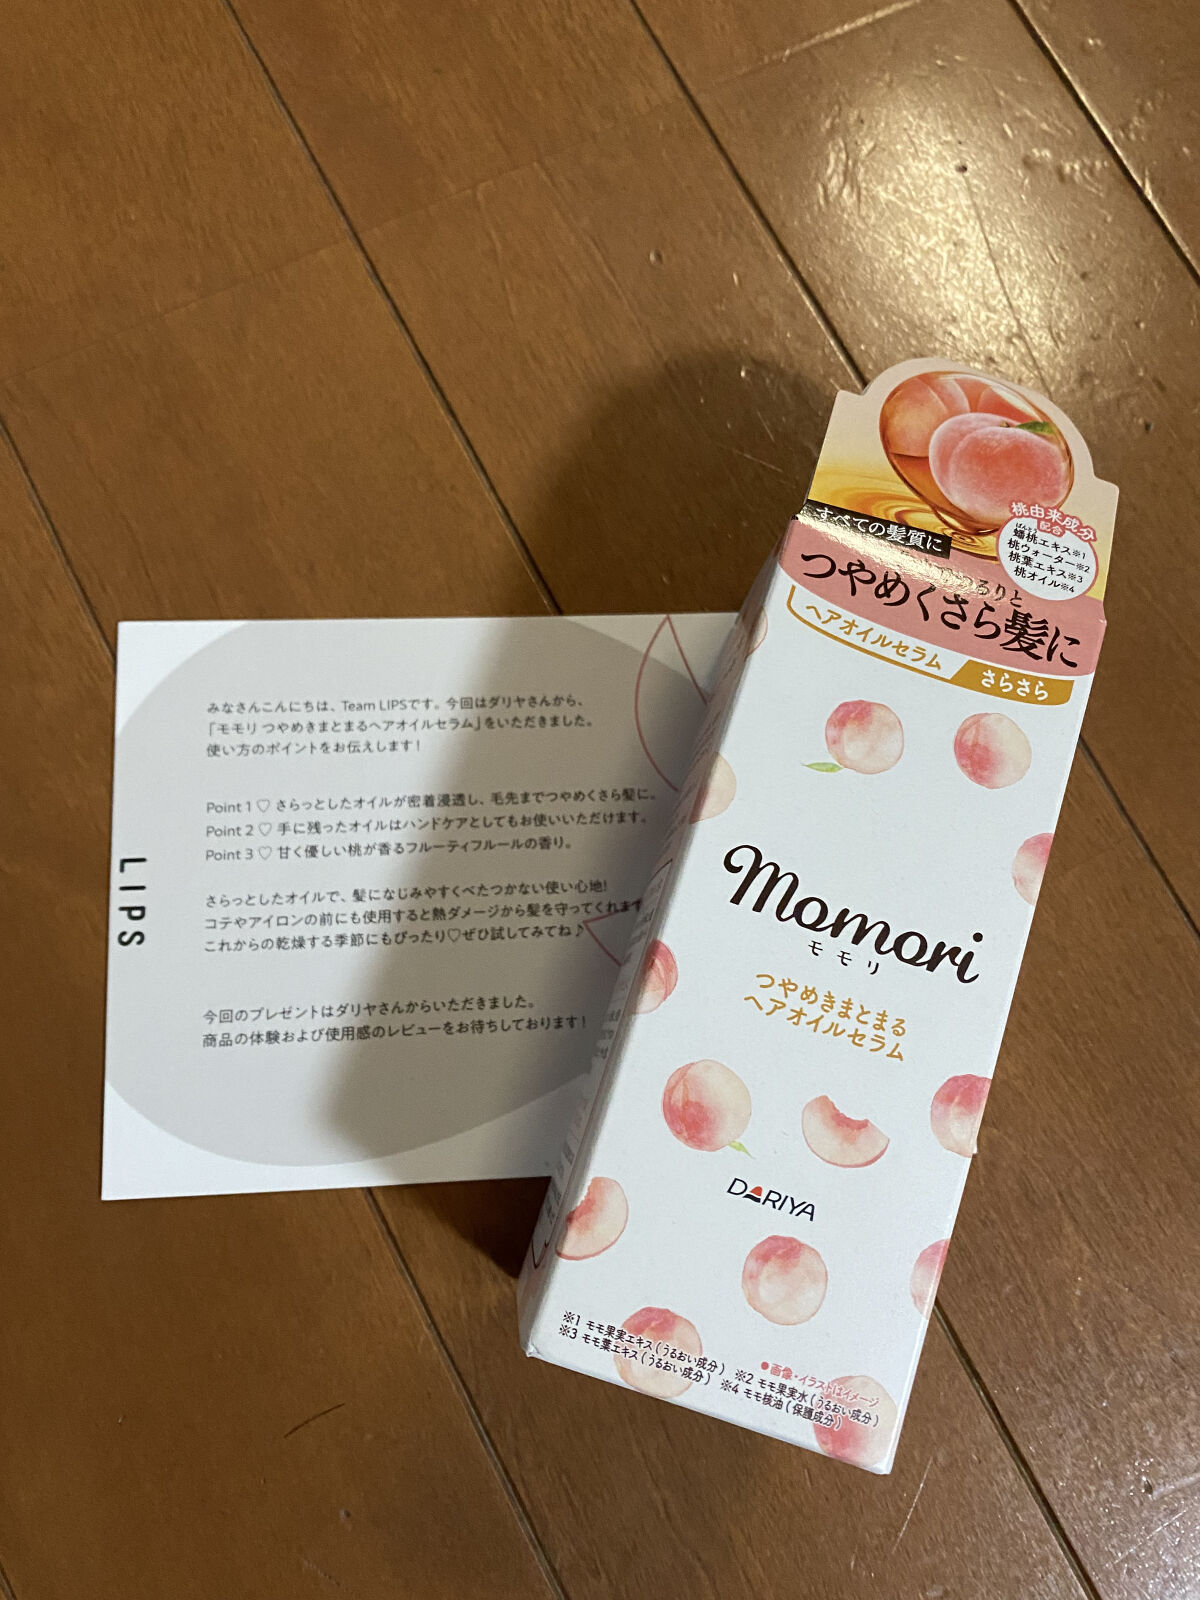 みなさんこんにちは、Team LIPSです。今回はダリヤさんから、
「モモリ つやめきまとまるヘアオイルセラム」をいただきました。
使い方のポイントをお伝えします!
Point 1 ♡ さらっとしたオイルが密着浸透し、毛先までつやめくさら髪に。
Point 2 ♡ 手に残ったオイルはハンドケアとしてもお使いいただけます。
Point 3 ♡ 甘く優しい桃が香るフルーティフルールの香り。
さらっとしたオイルで、髪になじみやすくべたつかない使い心地!
コテやアイロンの前にも使用すると熱ダメージから髪を守ってくれます
これからの乾燥する季節にもぴったり♡ぜひ試してみてね♪
今回のプレゼントはダリヤさんからいただきました。
商品の体験および使用感のレビューをお待ちしております!
LIPS
桃由来成分
配合
ばんとう
蟠桃エキス※1
桃ウォーター※2
桃葉エキス※3
桃オイル※4
すべての髪質に
つやめくさら髪に
ヘアオイルセラム
さらさら
momori
モモリ
つやめきまとまる
ヘアオイルセラム
DARIYA
●画像・イラストはイメージ
※1 モモ果実エキス(うるおい成分) ※2 モモ果実水(うるおい成分)
※3 モモ葉エキス(うるおい成分) ※4 モモ核油(保護成分)